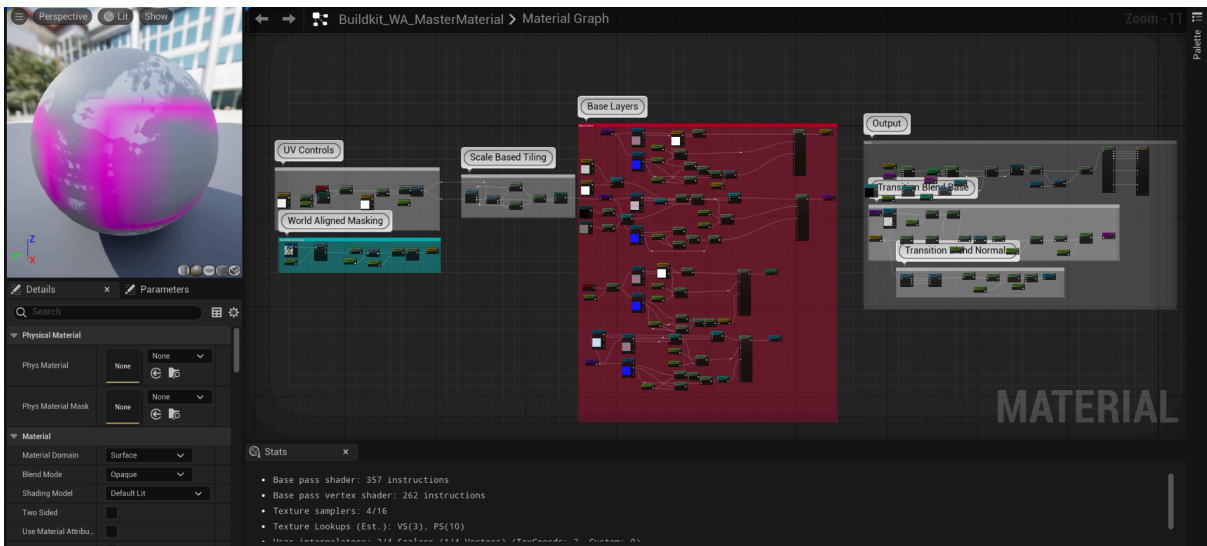 Perspective
Lit
Show
Z
X
Buildkit_WA_MasterMaterial > Material Graph
Zoom -11
Palette
UV Controls
World Aligned Masking
Scale Based Tiling
Base Layers
Output
Transition Blend Base
Transition Blend Normal
MATERIAL
Details
Parameters
Search
Physical Material
Phys Material
None
None
Phys Material Mask
None
None
Material
Material Domain
Surface
Blend Mode
Opaque
Shading Model
Default Lit
Two Sided
Use Material Attribu...
Stats
Base pass shader: 357 instructions
Base pass vertex shader: 262 instructions
Texture samplers: 4/16
Texture Lookups (Est.): VS(3), PS(10)